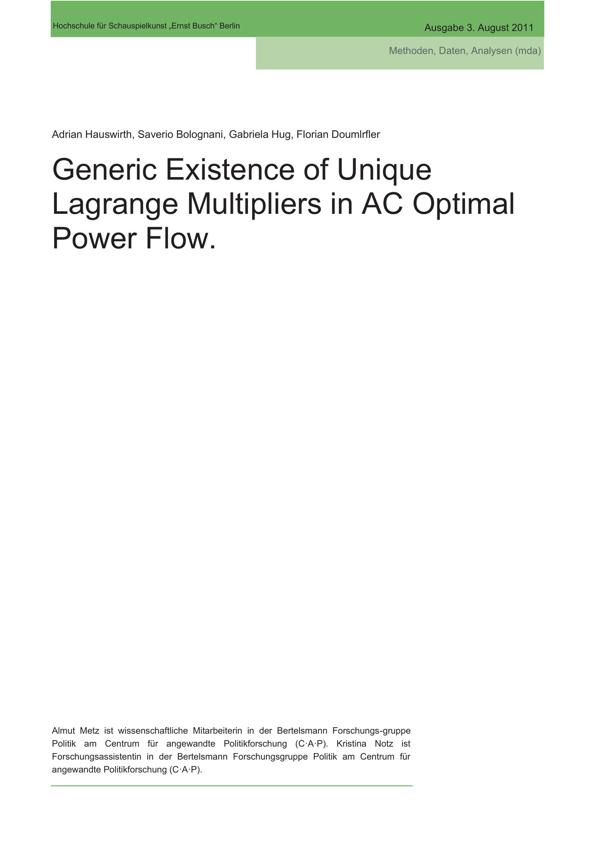 Hochschule für Schauspielkunst „Ernst Busch“ Berlin
Ausgabe 3. August 2011
Methoden, Daten, Analysen (mda)
Adrian Hauswirth, Saverio Bolognani, Gabriela Hug, Florian Doumlrfler
Generic Existence of Unique
Lagrange Multipliers in AC Optimal
Power Flow.
Almut Metz ist wissenschaftliche Mitarbeiterin in der Bertelsmann Forschungs-gruppe
Politik am Centrum für angewandte Politikforschung (C·A·P). Kristina Notz ist
Forschungsassistentin in der Bertelsmann Forschungsgruppe Politik am Centrum für
angewandte Politikforschung (C·A·P).